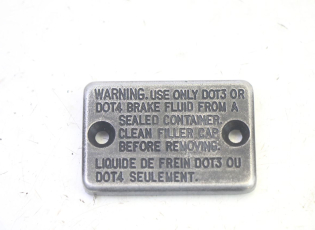 WARNING. USE ONLY DOT3 OR
DOT4 BRAKE FLUID FROM A
SEALED CONTAINER.
CLEAN FILLER CAP
BEFORE REMOVING.
LIQUIDE DE FREIN DOT3 OU
DOT4 SEULEMENT.